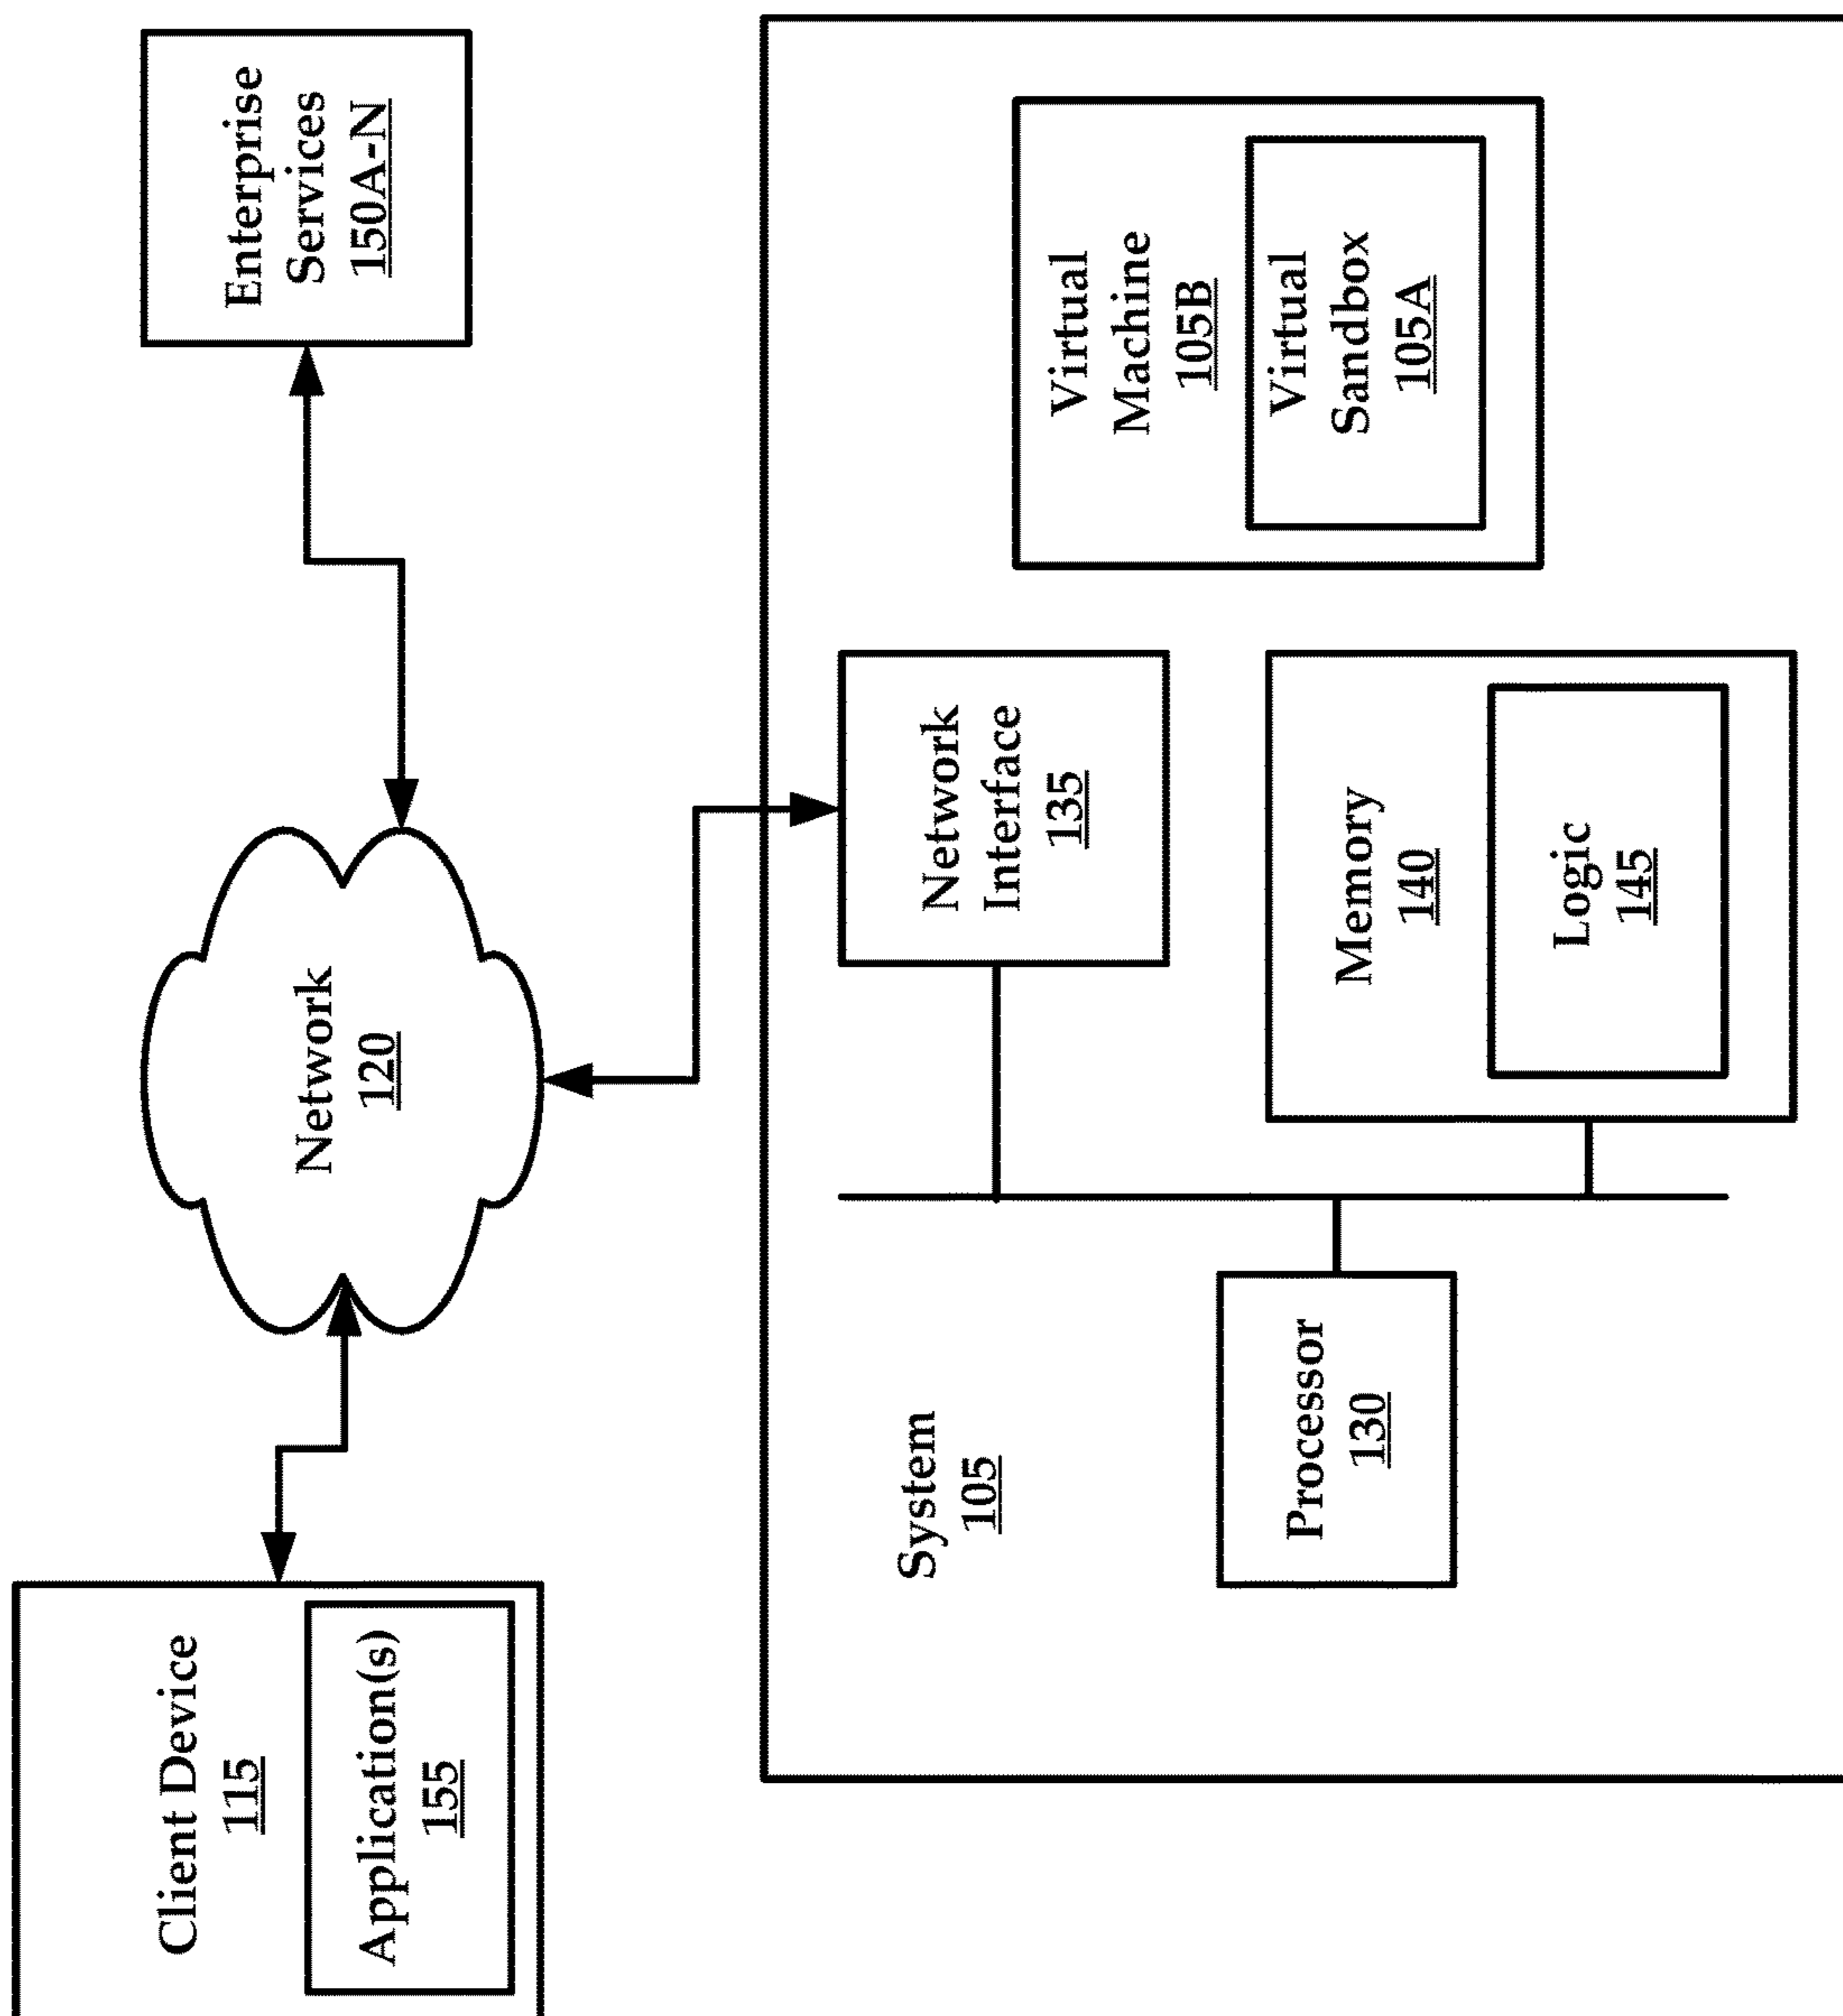 Client Device
115
Application(s)
155
Network
120
Enterprise
Services
150A-N
System
105
Processor
130
Network
Interface
135
Memory
140
Logic
145
Virtual
Machine
105B
Virtual
Sandbox
105A